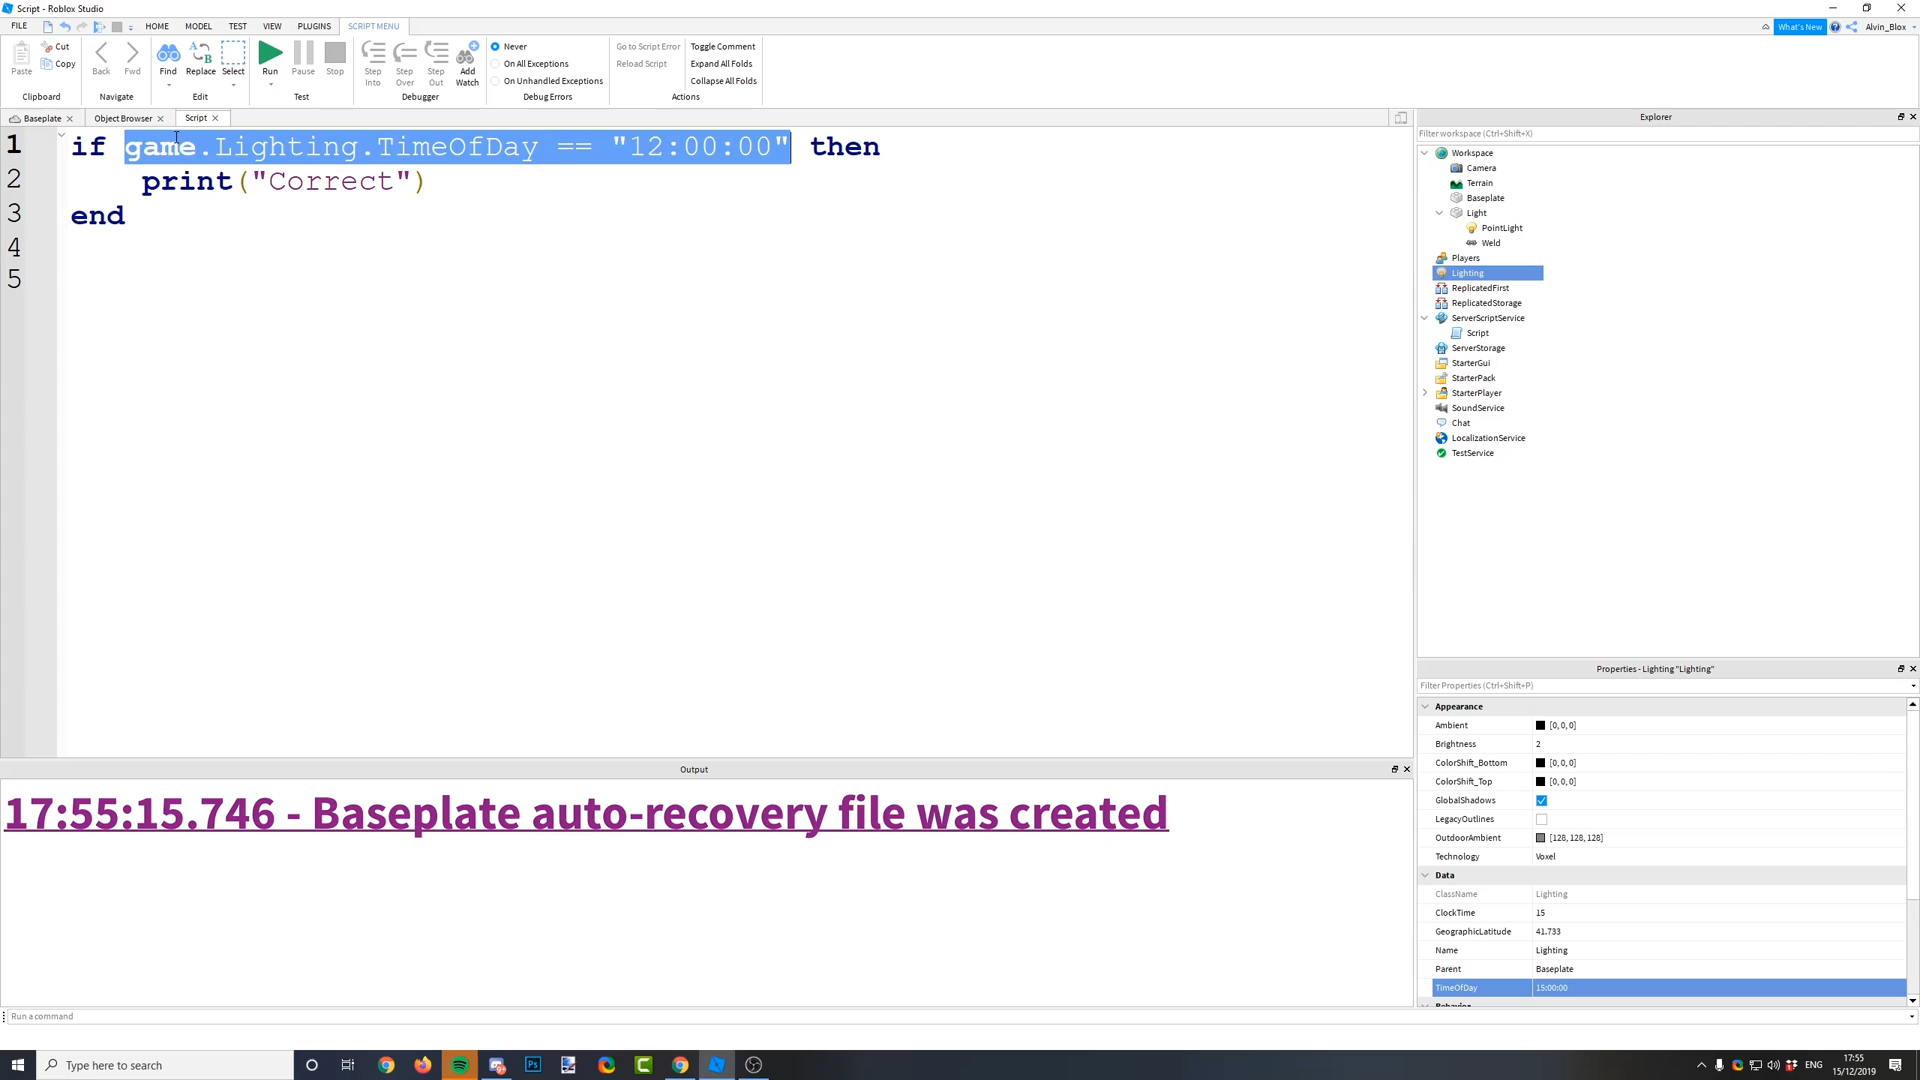 Script - Roblox Studio
FILE
HOME
MODEL
TEST
VIEW
PLUGINS
SCRIPT MENU
What's New
Alvin_Blox
Paste
Cut
Copy
Back
Fwd
Find
Replace
Select
Run
Pause
Stop
Step Into
Step Over
Step Out
Add Watch
Never
On All Exceptions
On Unhandled Exceptions
Go to Script Error
Reload Script
Toggle Comment
Expand All Folds
Collapse All Folds
Clipboard
Navigate
Edit
Test
Debugger
Debug Errors
Actions
Baseplate
Object Browser
Script
1 if game.Lighting.TimeOfDay == "12:00:00" then
2 print("Correct")
3 end
4
5
Explorer
Filter workspace (Ctrl+Shift+X)
Workspace
Camera
Terrain
Baseplate
Light
PointLight
Weld
Players
Lighting
ReplicatedFirst
ReplicatedStorage
ServerScriptService
Script
ServerStorage
StarterGui
StarterPack
StarterPlayer
SoundService
Chat
LocalizationService
TestService
Properties - Lighting "Lighting"
Filter Properties (Ctrl+Shift+P)
Appearance
Ambient [0, 0, 0]
Brightness 2
ColorShift_Bottom [0, 0, 0]
ColorShift_Top [0, 0, 0]
GlobalShadows
LegacyOutlines
OutdoorAmbient [128, 128, 128]
Technology Voxel
Data
ClassName Lighting
ClockTime 15
GeographicLatitude 41.733
Name Lighting
Parent Baseplate
TimeOfDay 15:00:00
Behavior
Output
17:55:15.746 - Baseplate auto-recovery file was created
Run a command
Type here to search
ENG
17:55
15/12/2019